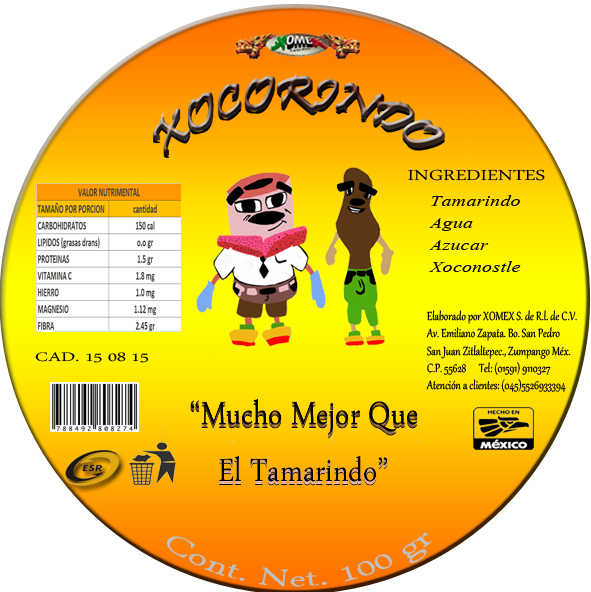 XOMEX
XOCORINDO
VALOR NUTRIMENTAL
TAMAÑO POR PORCION cantidad
CARBOHIDRATOS 150 cal
LIPIDOS (grasas drans) o.o gr
PROTEINAS 1.5 gr
VITAMINA C 1.8 mg
HIERRO 1.0 mg
MAGNESIO 1.12 mg
FIBRA 2.45 gr
CAD. 15 08 15
7 88492 808274
ESR
INGREDIENTES
Tamarindo
Agua
Azucar
Xoconostle
Elaborado por XOMEX S. de R.l. de C.V.
Av. Emiliano Zapata. Bo. San Pedro
San Juan Zitlaltepec., Zumpango Méx.
C.P. 55628 Tel: (01591) 9110327
Atención a clientes: (045)5526933394
HECHO EN
MÉXICO
“Mucho Mejor Que
El Tamarindo”
Cont. Net. 100 gr